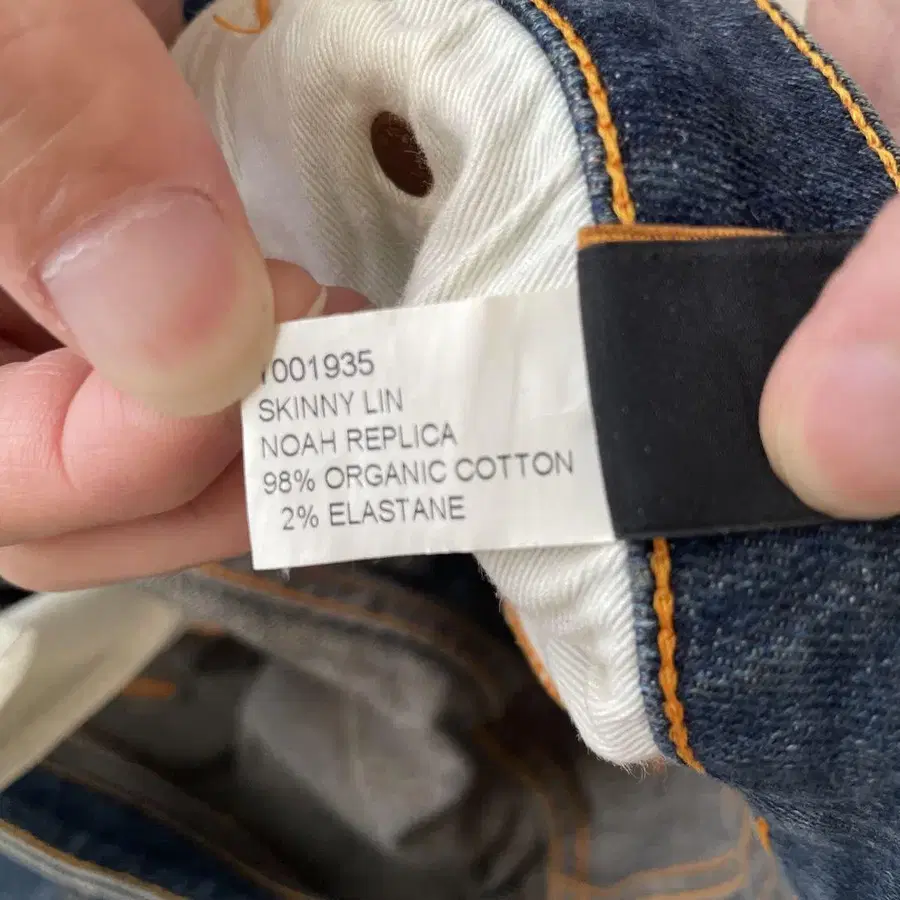 001935
SKINNY LIN
NOAH REPLICA
98% ORGANIC COTTON
2% ELASTANE